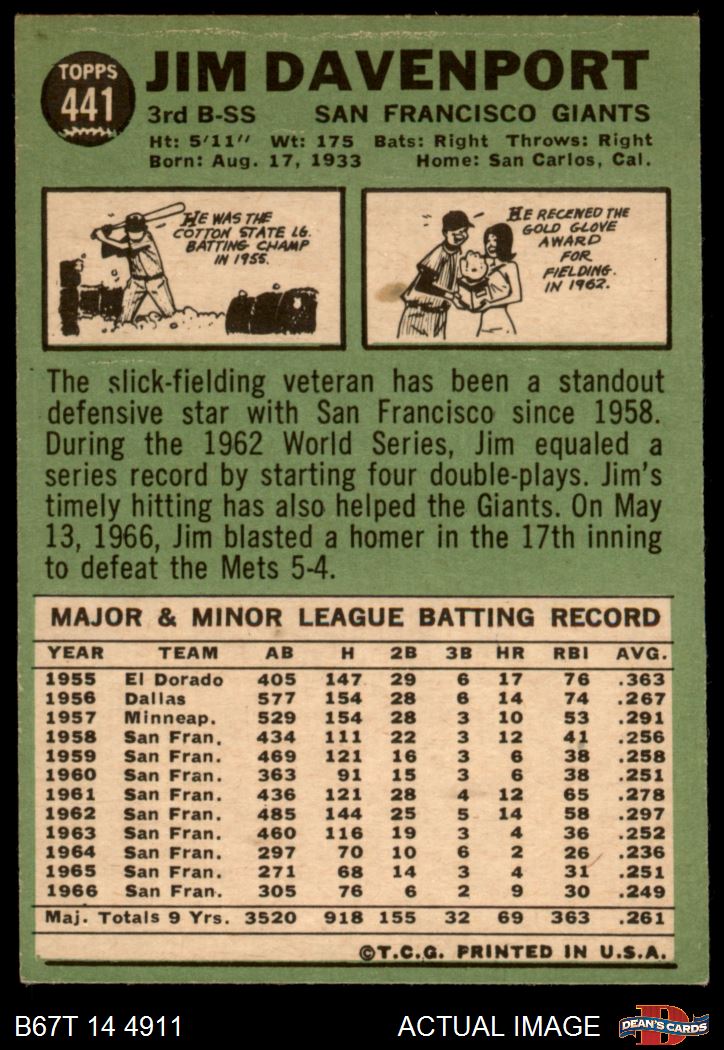 TOPPS
441
JIM DAVENPORT
3rd B-SS SAN FRANCISCO GIANTS
Ht: 5'11" Wt: 175 Bats: Right Throws: Right
Born: Aug. 17, 1933 Home: San Carlos, Cal.
HE WAS THE
COTTON STATE LG.
BATTING CHAMP
IN 1955.
HE RECEIVED THE
GOLD GLOVE
AWARD
FOR
FIELDING.
IN 1962.
The slick-fielding veteran has been a standout
defensive star with San Francisco since 1958.
During the 1962 World Series, Jim equaled a
series record by starting four double-plays. Jim's
timely hitting has also helped the Giants. On May
13, 1966, Jim blasted a homer in the 17th inning
to defeat the Mets 5-4.
MAJOR & MINOR LEAGUE BATTING RECORD
YEAR TEAM AB H 2B 3B HR RBI AVG.
1955 El Dorado 405 147 29 6 17 76 .363
1956 Dallas 577 154 28 6 14 74 .267
1957 Minneap. 529 154 28 3 10 53 .291
1958 San Fran. 434 111 22 3 12 41 .256
1959 San Fran. 469 121 16 3 6 38 .258
1960 San Fran. 363 91 15 3 6 38 .251
1961 San Fran. 436 121 28 4 12 65 .278
1962 San Fran. 485 144 25 5 14 58 .297
1963 San Fran. 460 116 19 3 4 36 .252
1964 San Fran. 297 70 10 6 2 26 .236
1965 San Fran. 271 68 14 3 4 31 .251
1966 San Fran. 305 76 6 2 9 30 .249
Maj. Totals 9 Yrs. 3520 918 155 32 69 363 .261
©T.C.G. PRINTED IN U.S.A.
B67T 14 4911 ACTUAL IMAGE
D
DEAN'S CARDS